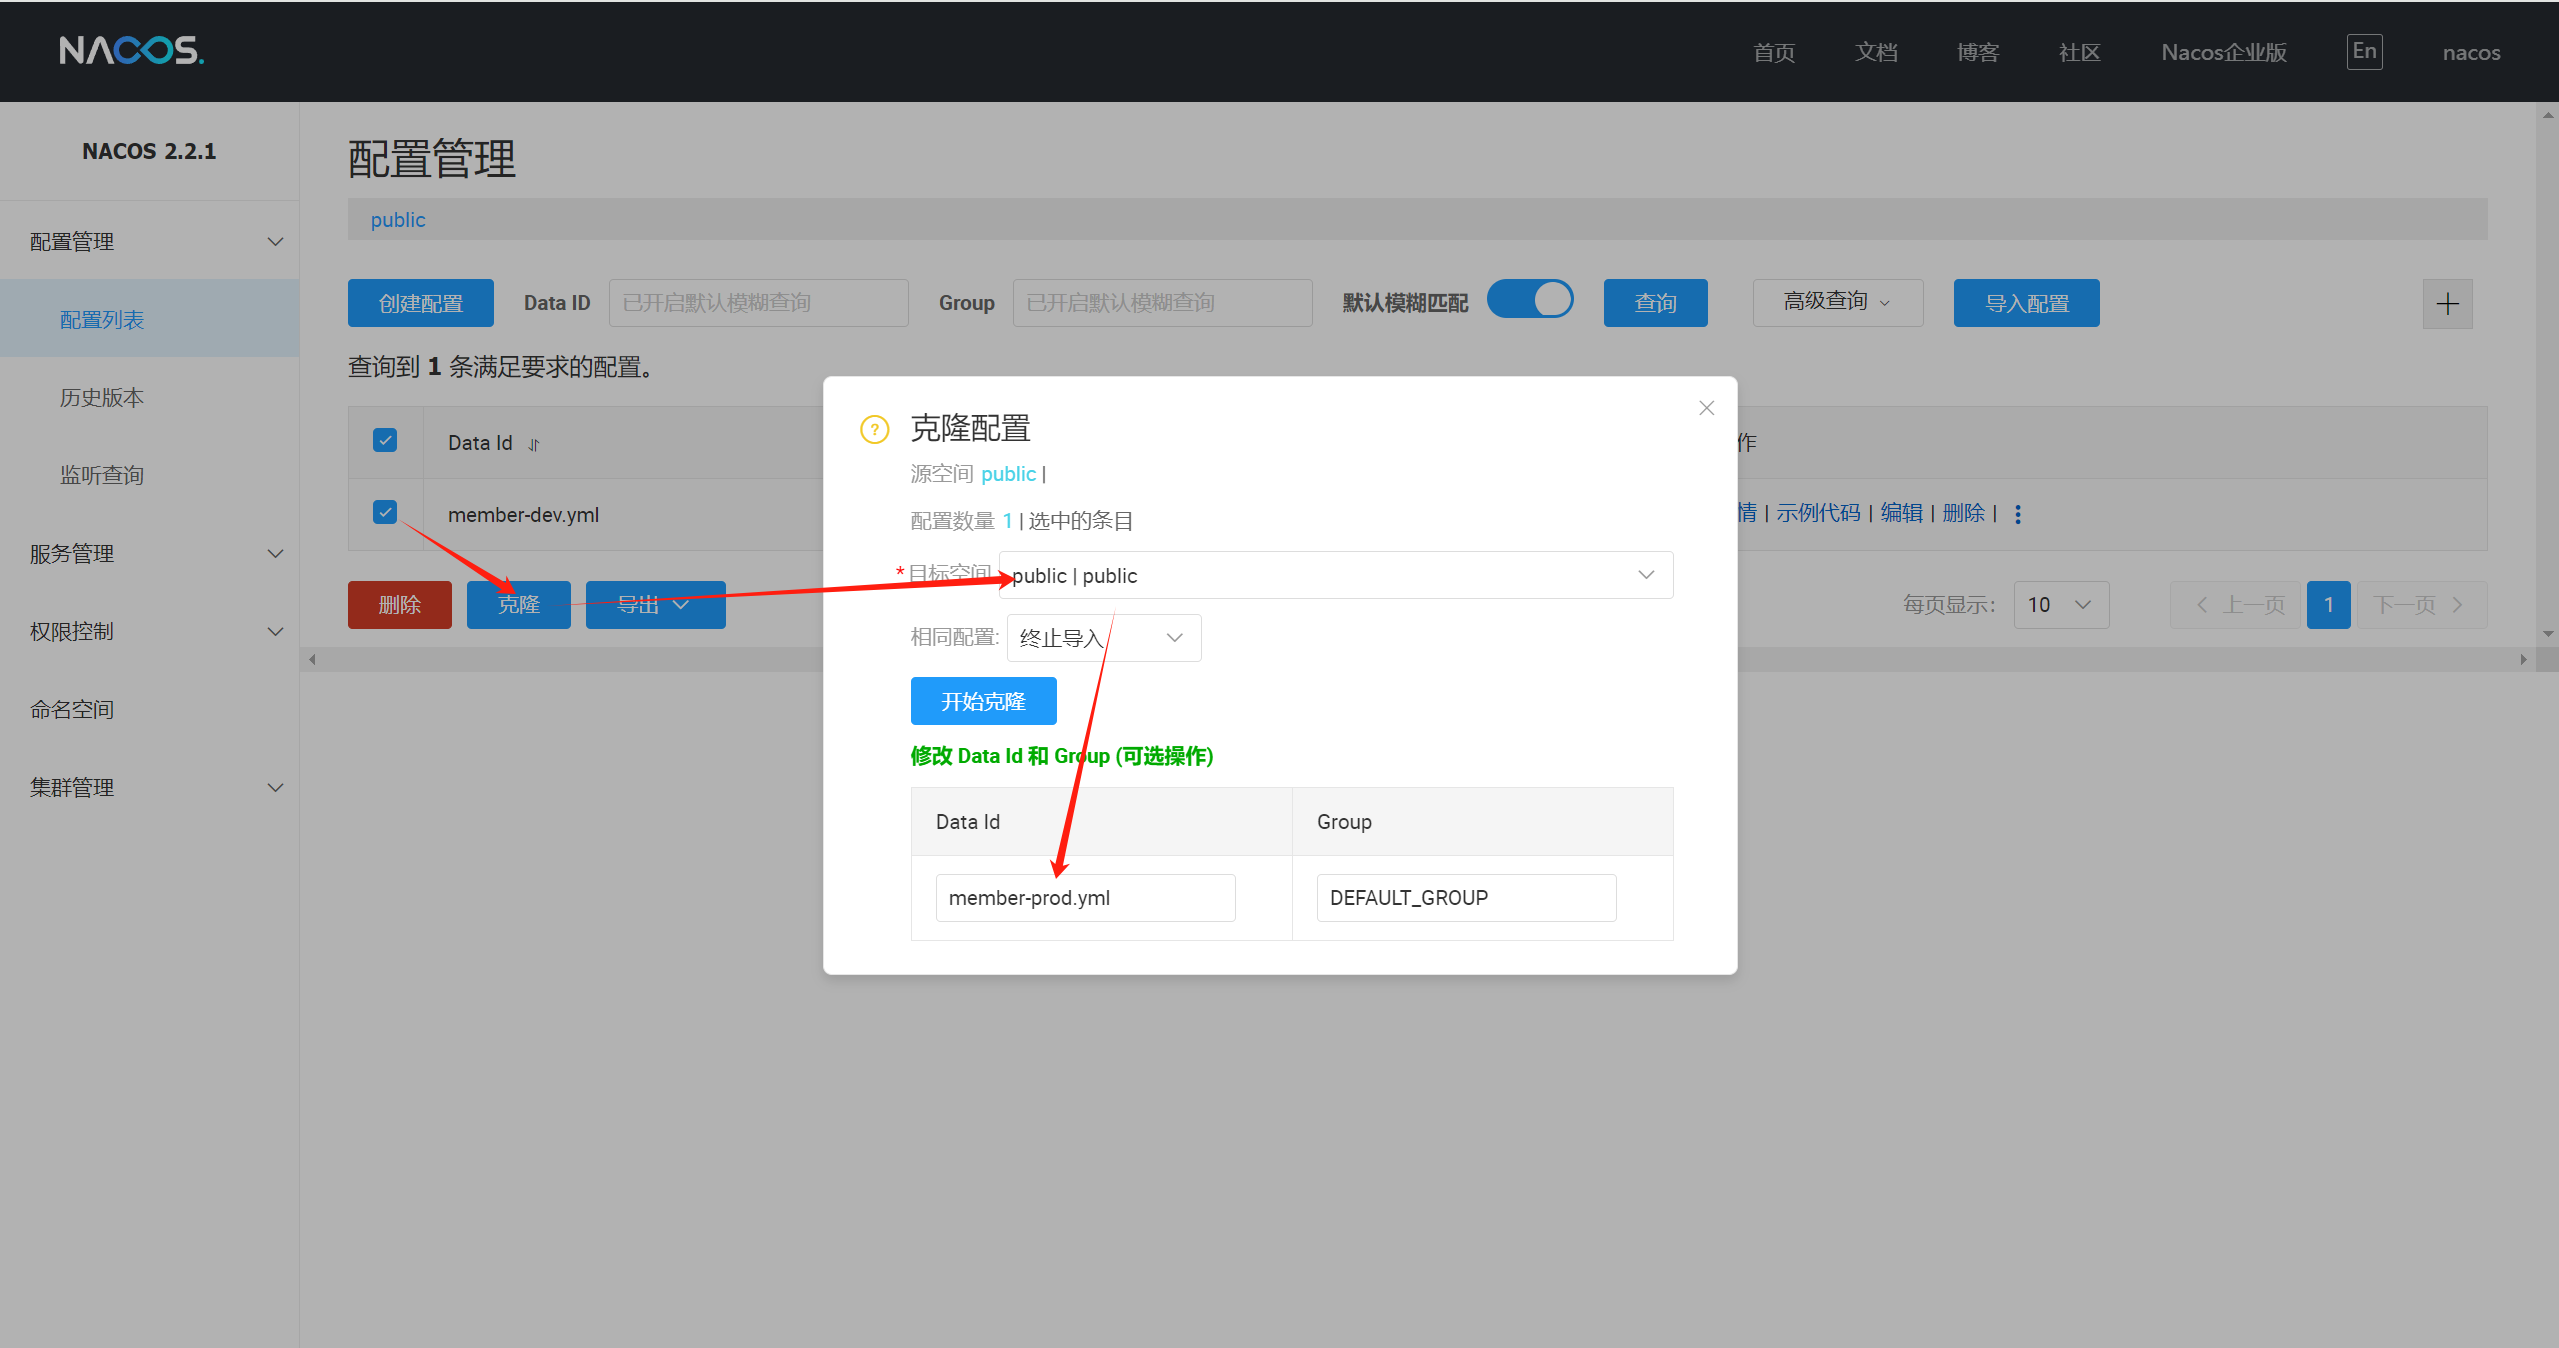 NACOS.
首页
文档
博客
社区
Nacos企业版
En
nacos
NACOS 2.2.1
配置管理
配置列表
历史版本
监听查询
服务管理
权限控制
命名空间
集群管理
配置管理
public
创建配置
Data ID
已开启默认模糊查询
Group
已开启默认模糊查询
默认模糊匹配
查询
高级查询
导入配置
查询到 1 条满足要求的配置。
Data Id
作
member-dev.yml
情 | 示例代码 | 编辑 | 删除 |
删除
克隆
导出
每页显示:
10
上一页
1
下一页
克隆配置
源空间 public |
配置数量 1 | 选中的条目
* 目标空间
public | public
相同配置:
终止导入
开始克隆
修改 Data Id 和 Group (可选操作)
Data Id
Group
member-prod.yml
DEFAULT_GROUP